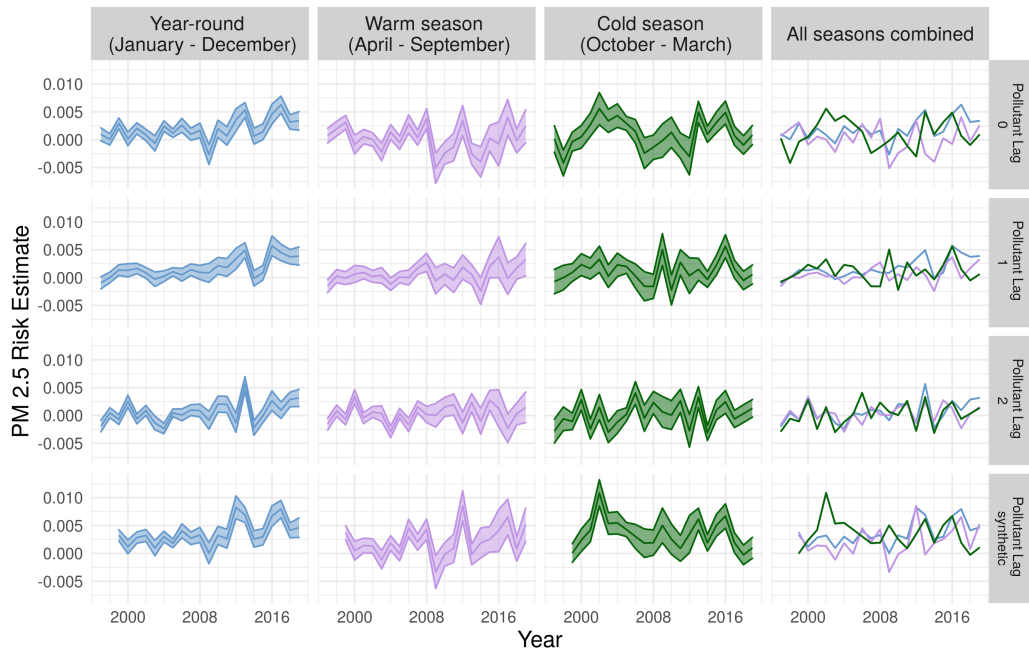 Year-round
(January - December)
Warm season
(April - September)
Cold season
(October - March)
All seasons combined
PM 2.5 Risk Estimate
0.010
0.005
0.000
-0.005
Pollutant Lag
0
0.010
0.005
0.000
-0.005
Pollutant Lag
1
0.010
0.005
0.000
-0.005
Pollutant Lag
2
0.010
0.005
0.000
-0.005
Pollutant Lag
synthetic
2000 2008 2016
2000 2008 2016
2000 2008 2016
2000 2008 2016
Year